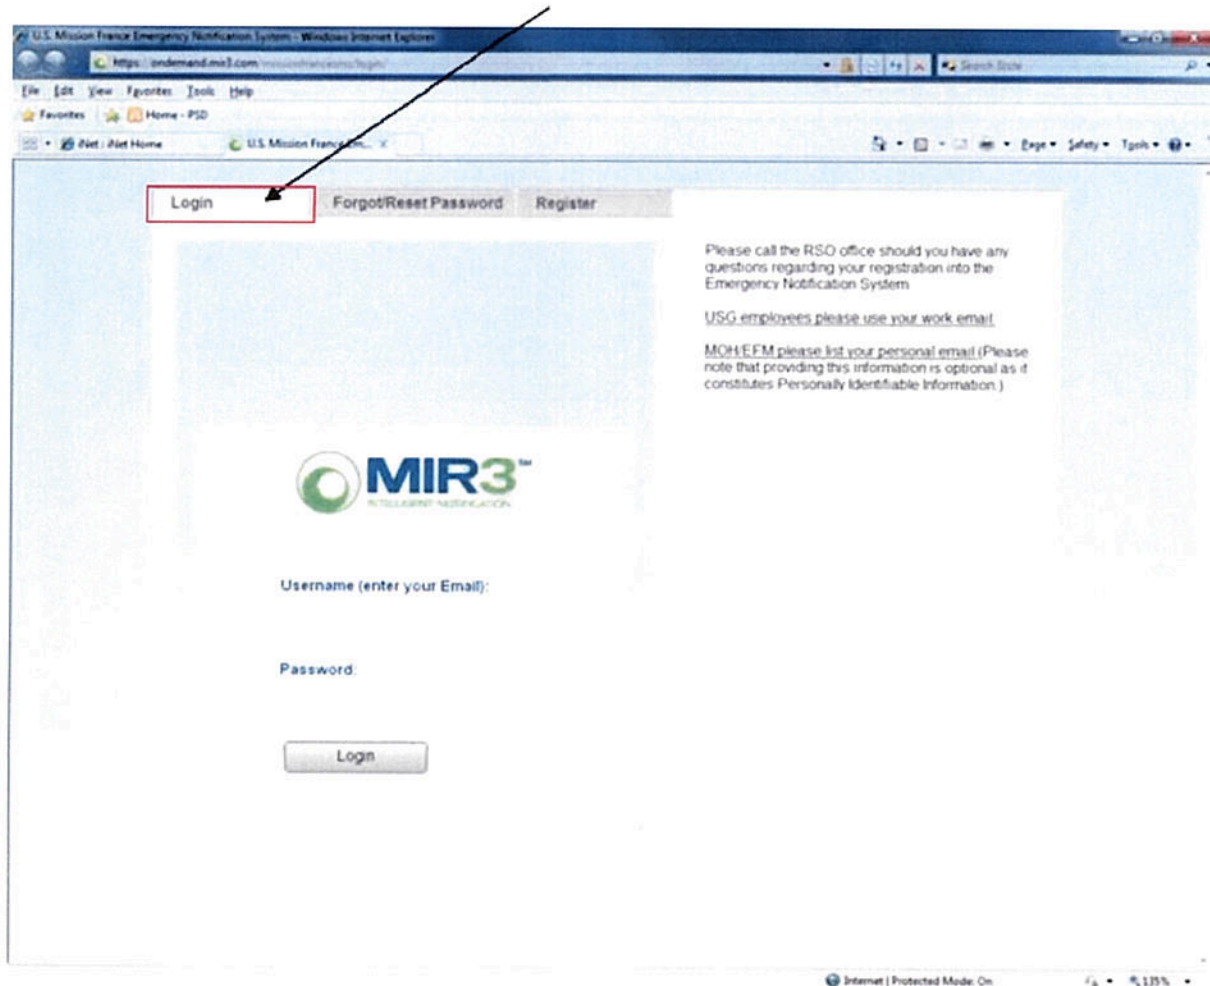 U.S. Mission France Emergency Notification System - Windows Internet Explorer
https://ondemand.mir3.com
File Edit View Favorites Tools Help
Favorites Home - PSD
iNet : iNet Home U.S. Mission France Em... x Page Safety Tools
Login Forgot/Reset Password Register
Please call the RSO office should you have any
questions regarding your registration into the
Emergency Notification System
USG employees please use your work email.
MOH/EFM please list your personal email (Please
note that providing this information is optional as it
constitutes Personally Identifiable Information.)
MIR3™
INTELLIGENT NOTIFICATION
Username (enter your Email):
Password:
Login
Internet | Protected Mode: On 135%